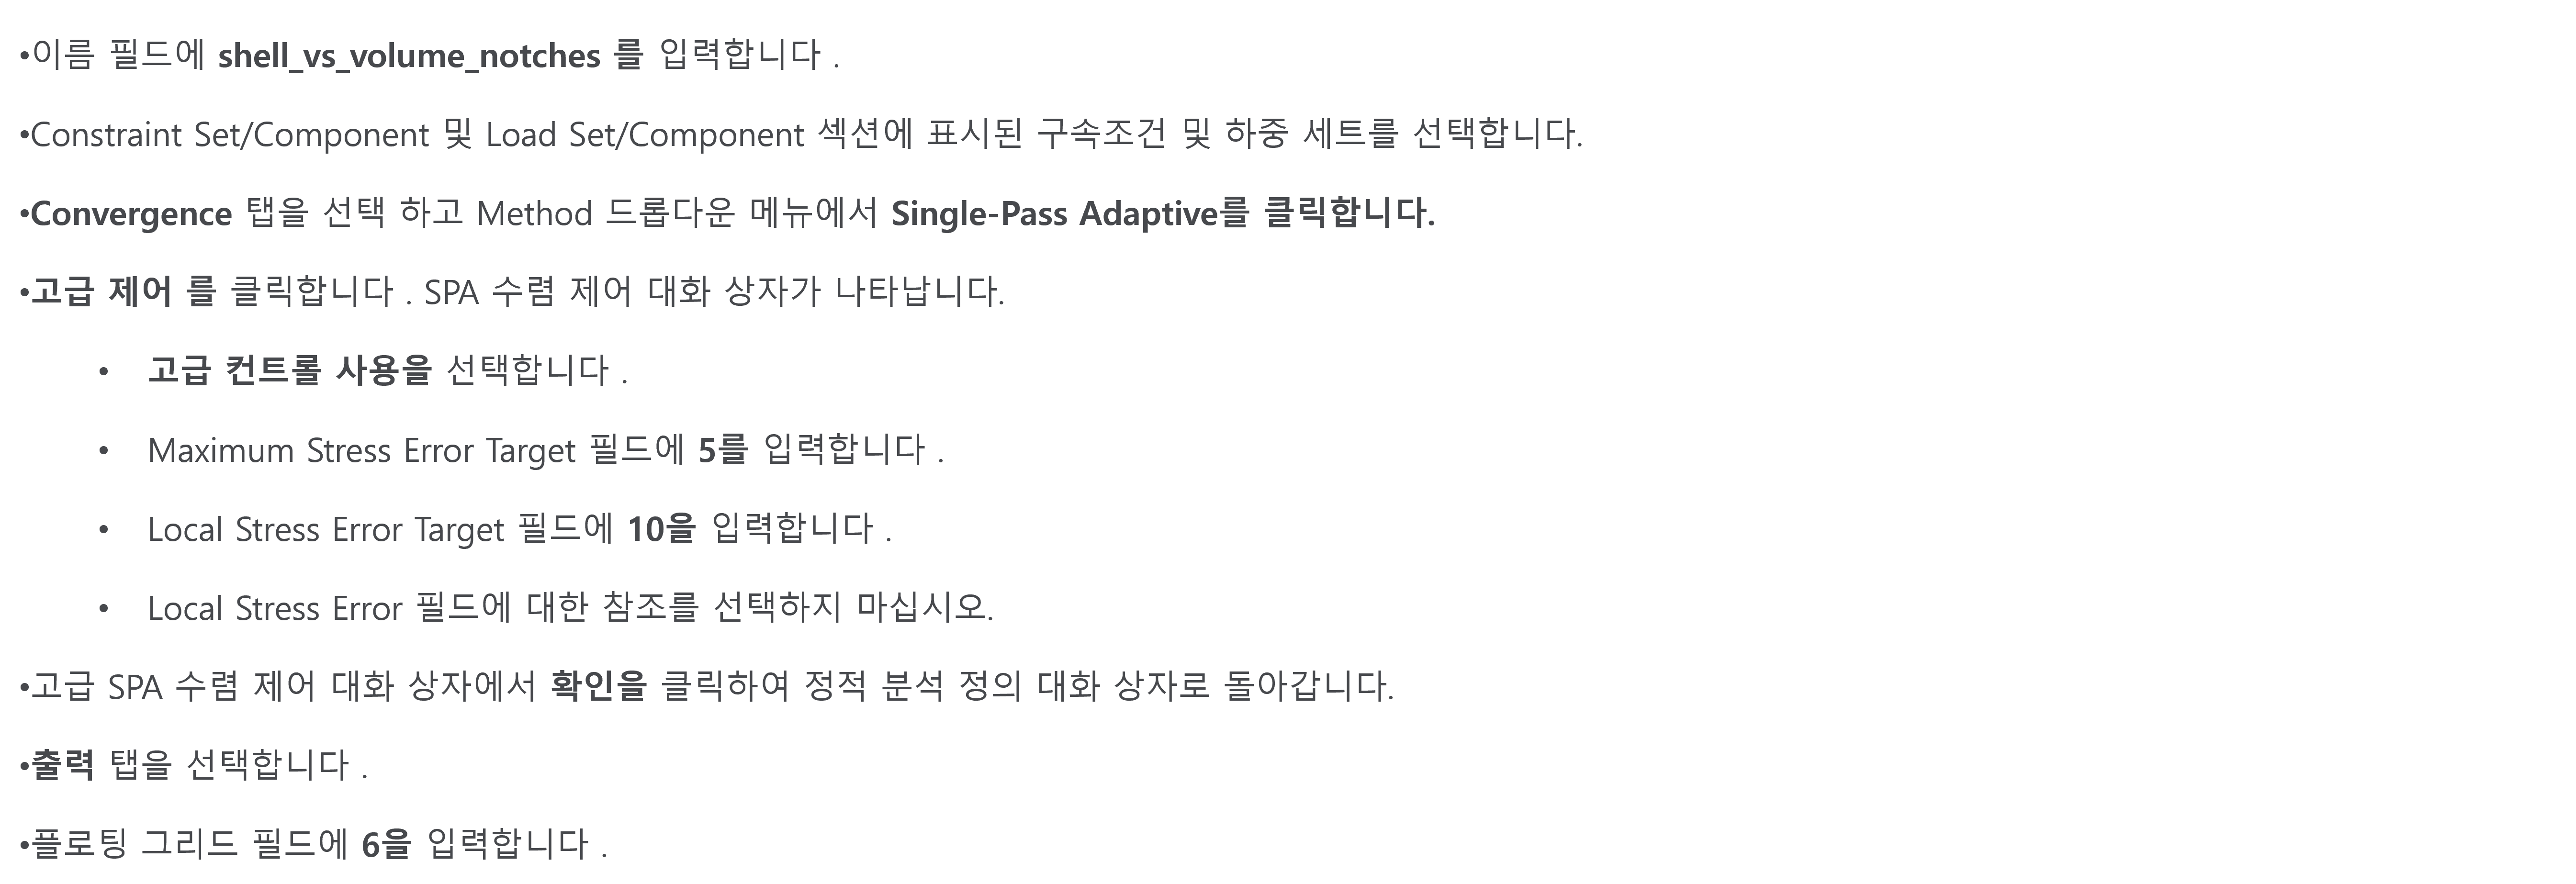 •이름 필드에 shell_vs_volume_notches 를 입력합니다 .
•Constraint Set/Component 및 Load Set/Component 섹션에 표시된 구속조건 및 하중 세트를 선택합니다.
•Convergence 탭을 선택 하고 Method 드롭다운 메뉴에서 Single-Pass Adaptive를 클릭합니다.
•고급 제어 를 클릭합니다 . SPA 수렴 제어 대화 상자가 나타납니다.
• 고급 컨트롤 사용을 선택합니다 .
• Maximum Stress Error Target 필드에 5를 입력합니다 .
• Local Stress Error Target 필드에 10을 입력합니다 .
• Local Stress Error 필드에 대한 참조를 선택하지 마십시오.
•고급 SPA 수렴 제어 대화 상자에서 확인을 클릭하여 정적 분석 정의 대화 상자로 돌아갑니다.
•출력 탭을 선택합니다 .
•플로팅 그리드 필드에 6을 입력합니다 .